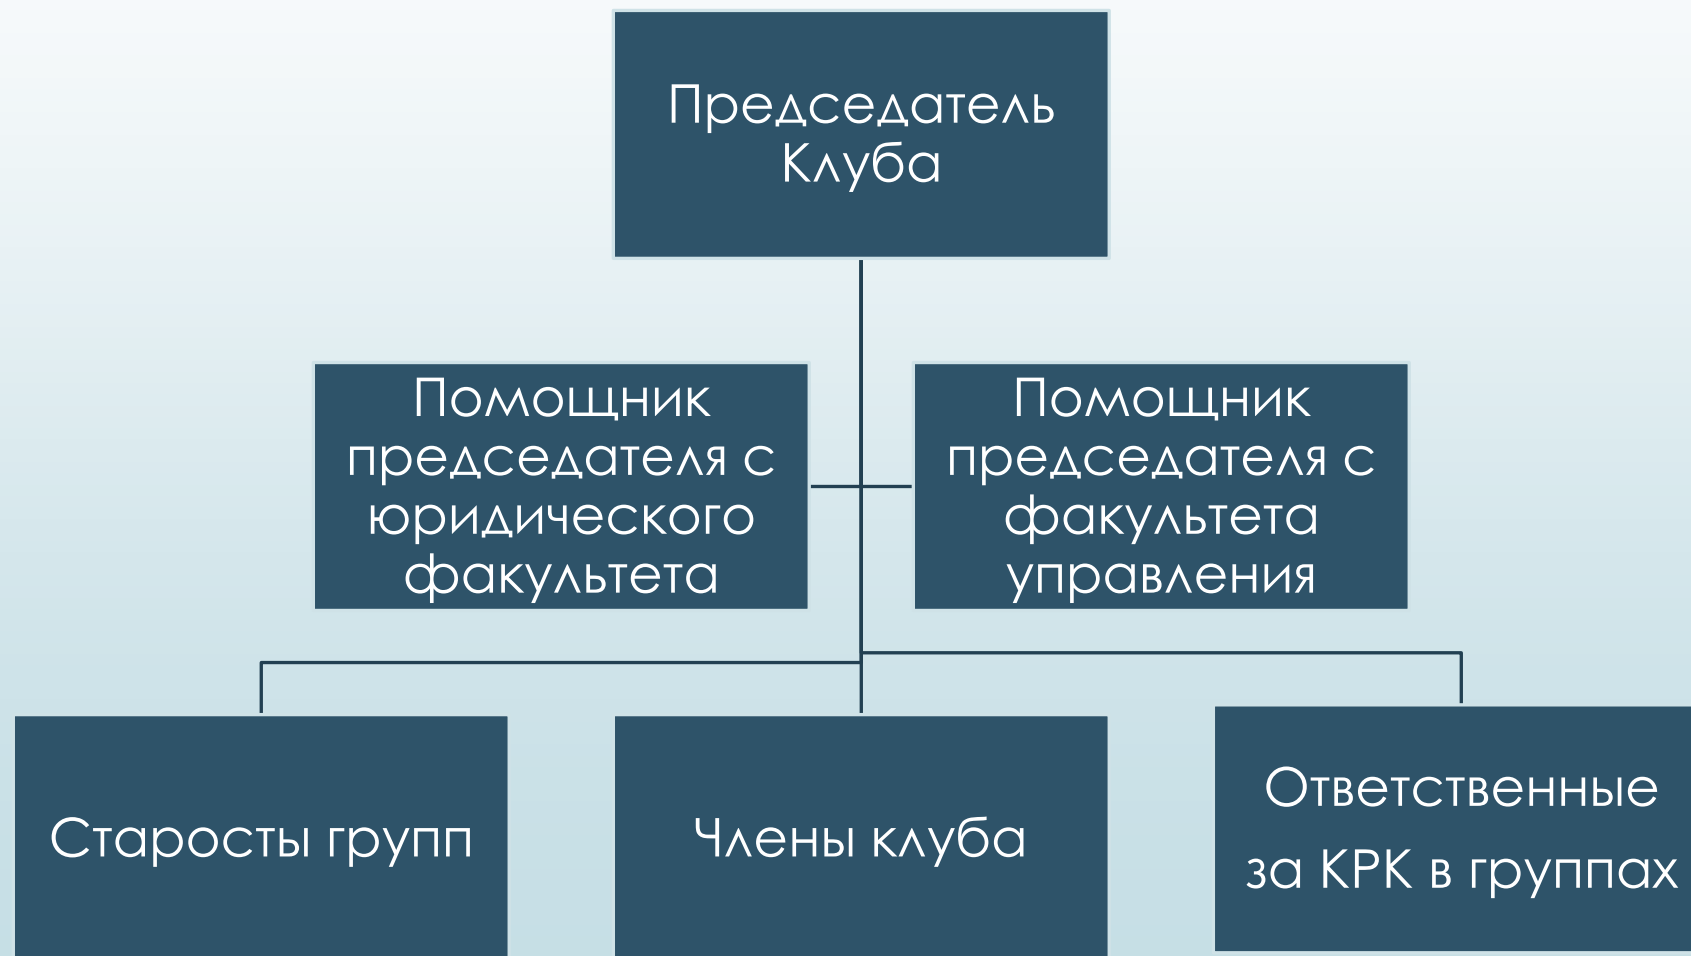 Председатель
Клуба
Помощник
председателя с
юридического
факультета
Помощник
председателя с
факультета
управления
Старосты групп
Члены клуба
Ответственные
за КРК в группах